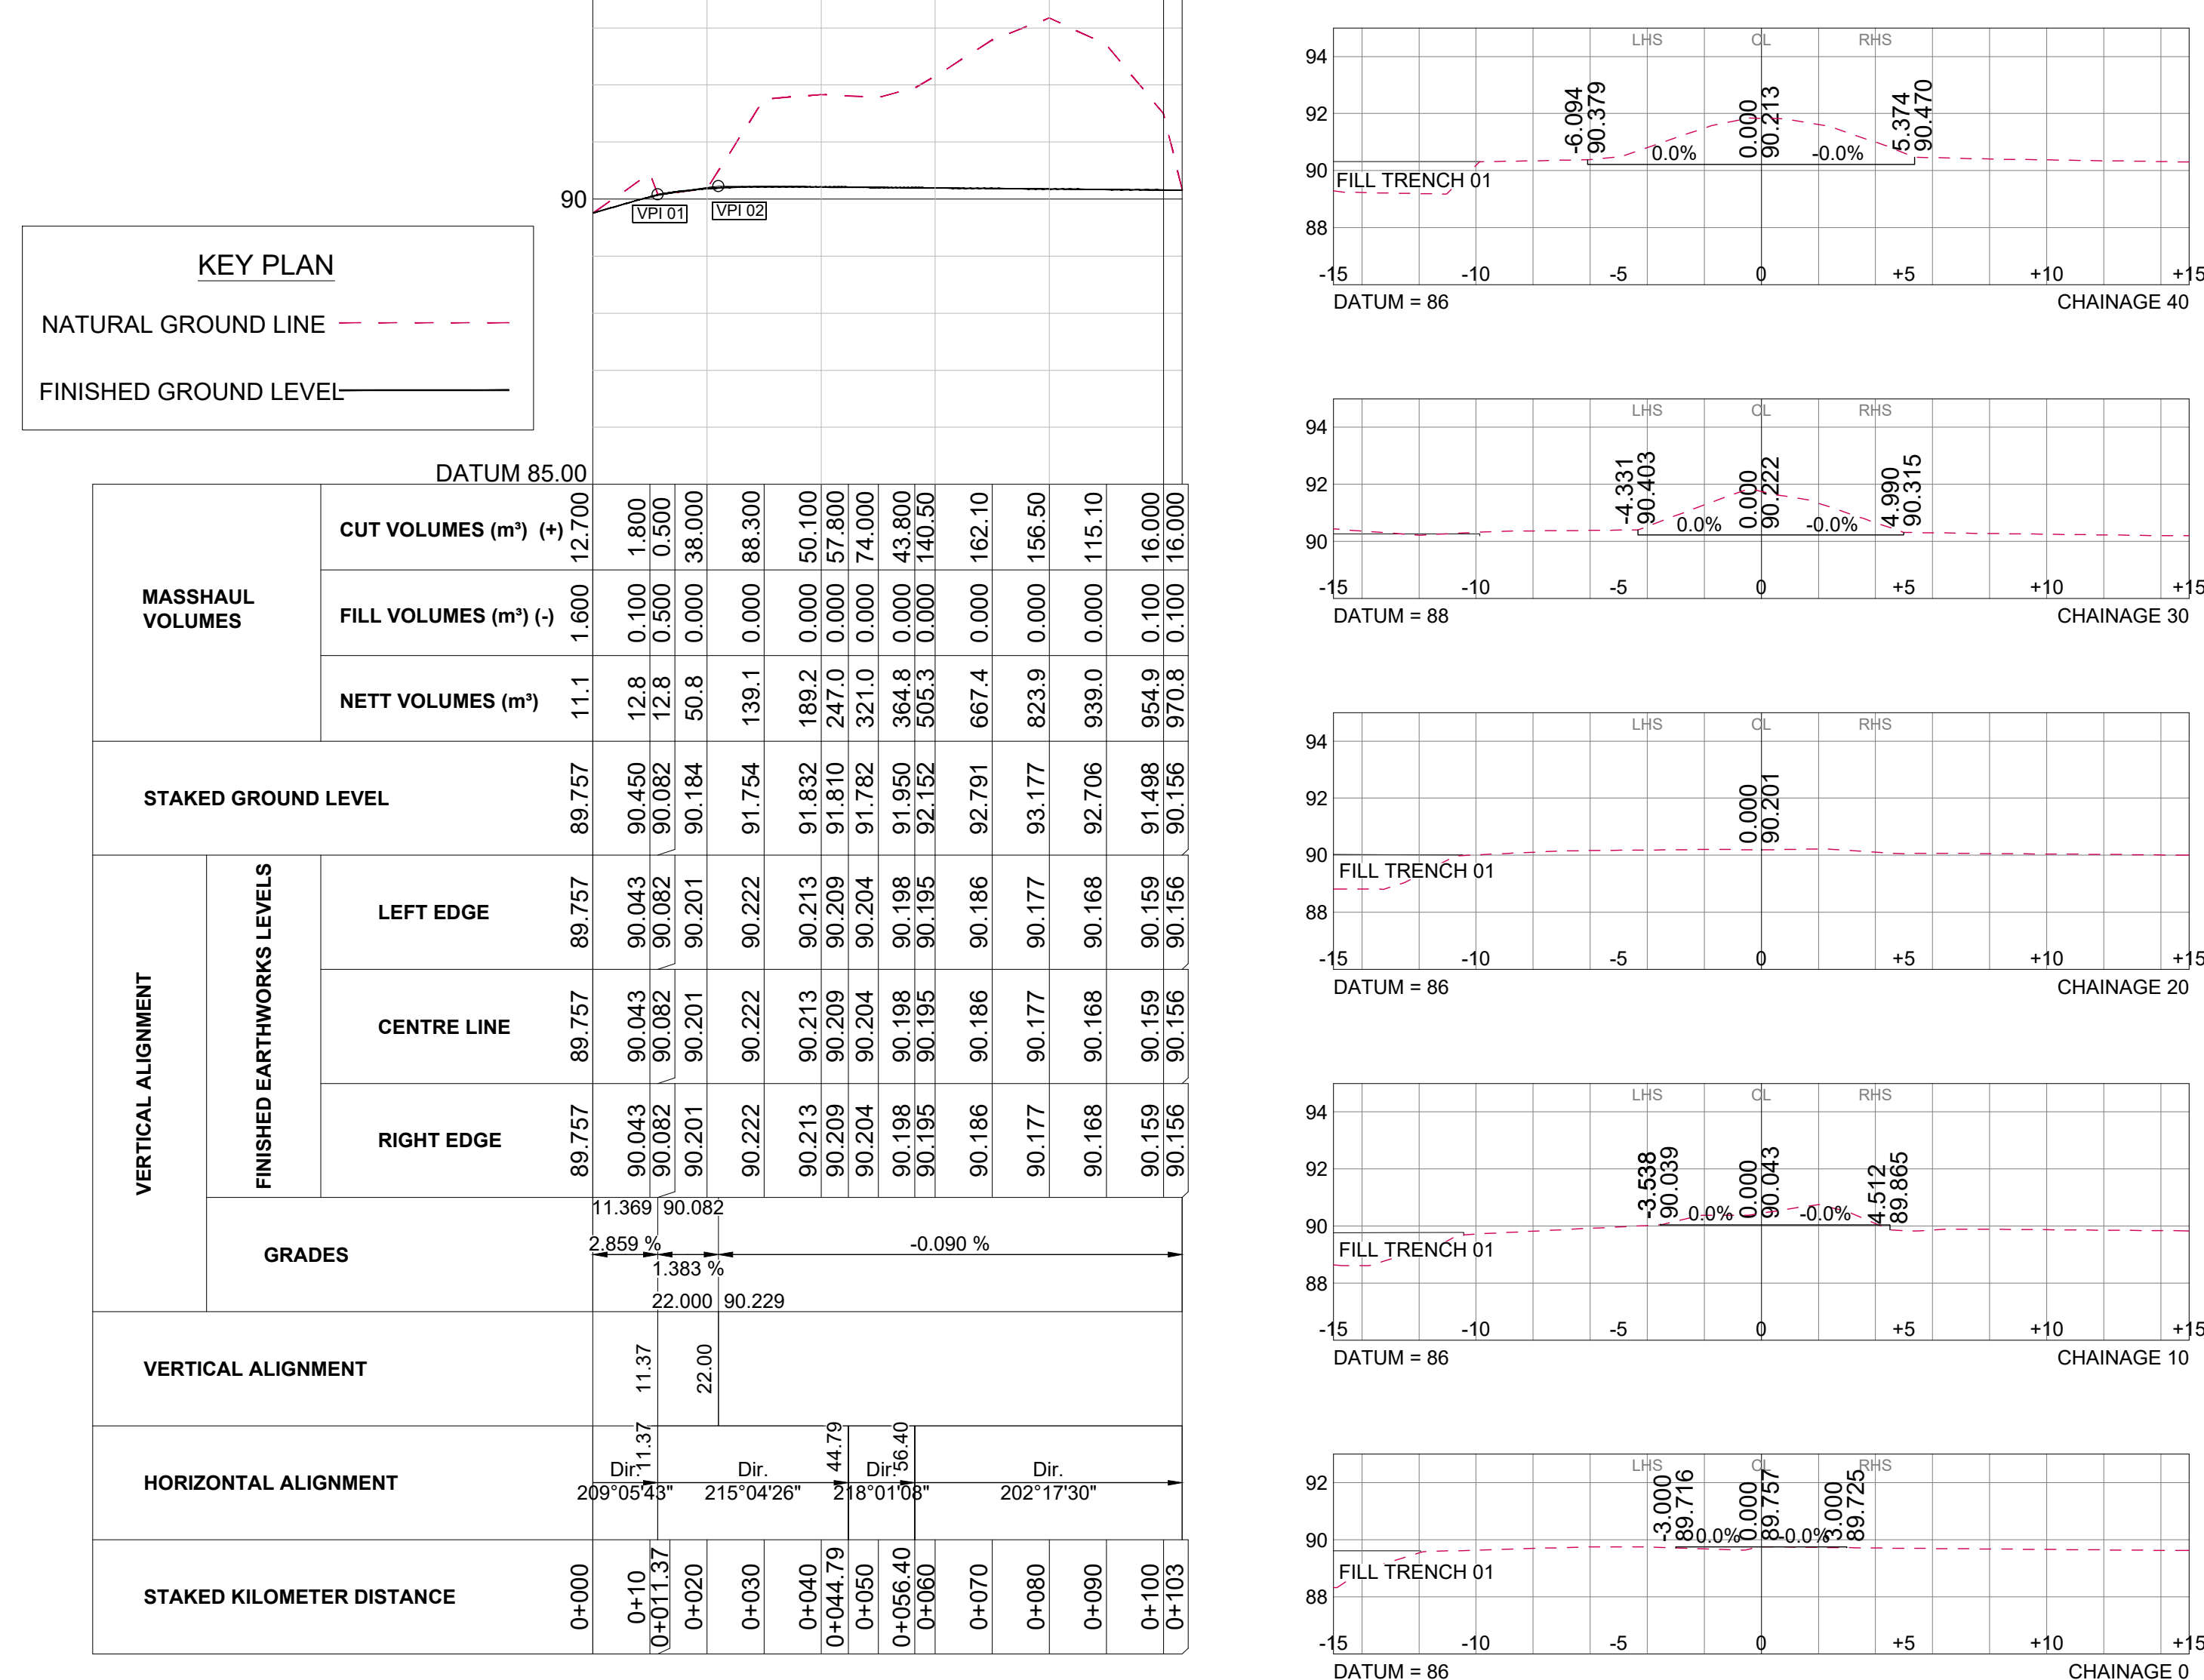 90
VPI 01
VPI 02
KEY PLAN
NATURAL GROUND LINE
FINISHED GROUND LEVEL
DATUM 85.00
MASSHAUL
VOLUMES
CUT VOLUMES (m³) (+) 12.700 1.800 0.500 38.000 88.300 50.100 57.800 74.000 43.800 140.50 162.10 156.50 115.10 16.000 16.000
FILL VOLUMES (m³) (-) 1.600 0.100 0.500 0.000 0.000 0.000 0.000 0.000 0.000 0.000 0.000 0.000 0.000 0.100 0.100
NETT VOLUMES (m³) 11.1 12.8 12.8 50.8 139.1 189.2 247.0 321.0 364.8 505.3 667.4 823.9 939.0 954.9 970.8
STAKED GROUND LEVEL 89.757 90.450 90.082 90.184 91.754 91.832 91.810 91.782 91.950 92.152 92.791 93.177 92.706 91.498 90.156
VERTICAL ALIGNMENT
FINISHED EARTHWORKS LEVELS
LEFT EDGE 89.757 90.043 90.082 90.201 90.222 90.213 90.209 90.204 90.198 90.195 90.186 90.177 90.168 90.159 90.156
CENTRE LINE 89.757 90.043 90.082 90.201 90.222 90.213 90.209 90.204 90.198 90.195 90.186 90.177 90.168 90.159 90.156
RIGHT EDGE 89.757 90.043 90.082 90.201 90.222 90.213 90.209 90.204 90.198 90.195 90.186 90.177 90.168 90.159 90.156
GRADES
11.369 90.082
2.859 %
-0.090 %
1.383 %
22.000 90.229
VERTICAL ALIGNMENT 11.37 22.00
HORIZONTAL ALIGNMENT
11.37 44.79 56.40
Dir. Dir. Dir. Dir.
209°05'43" 215°04'26" 218°01'08" 202°17'30"
STAKED KILOMETER DISTANCE 0+000 0+10 0+011.37 0+020 0+030 0+040 0+044.79 0+050 0+056.40 0+060 0+070 0+080 0+090 0+100 0+103
LHS CL RHS
94
92
90
88
-6.094
90.379
0.000
90.213
5.374
90.470
0.0% -0.0%
FILL TRENCH 01
-15 -10 -5 0 +5 +10 +15
DATUM = 86 CHAINAGE 40
LHS CL RHS
94
92
90
-4.331
90.403
0.000
90.222
4.990
90.315
0.0% -0.0%
-15 -10 -5 0 +5 +10 +15
DATUM = 88 CHAINAGE 30
LHS CL RHS
94
92
90
88
0.000
90.201
FILL TRENCH 01
-15 -10 -5 0 +5 +10 +15
DATUM = 86 CHAINAGE 20
LHS CL RHS
94
92
90
88
-3.538
90.039
0.000
90.043
4.512
89.865
0.0% -0.0%
FILL TRENCH 01
-15 -10 -5 0 +5 +10 +15
DATUM = 86 CHAINAGE 10
LHS CL RHS
92
90
88
-3.000
89.716
0.000
89.757
3.000
89.725
0.0% -0.0%
FILL TRENCH 01
-15 -10 -5 0 +5 +10 +15
DATUM = 86 CHAINAGE 0